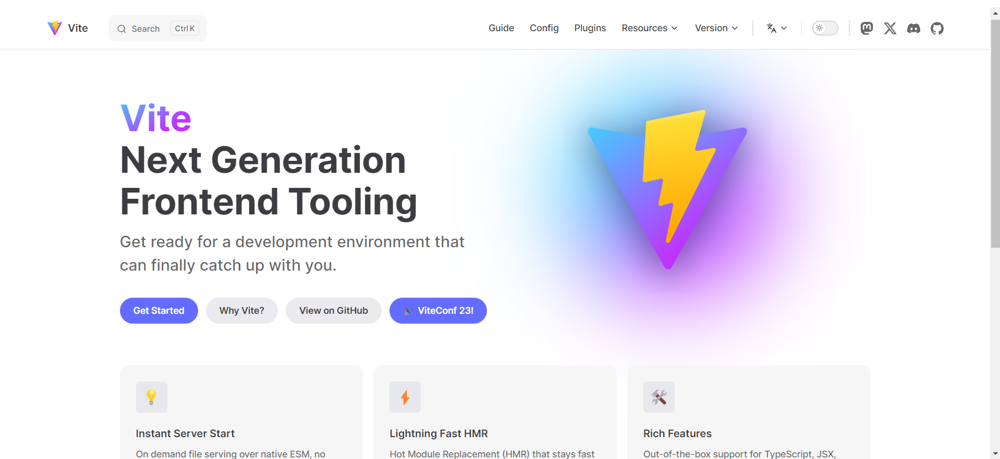 Vite
Search
Ctrl K
Guide
Config
Plugins
Resources
Version
Vite
Next Generation
Frontend Tooling
Get ready for a development environment that
can finally catch up with you.
Get Started
Why Vite?
View on GitHub
🎉 ViteConf 23!
Instant Server Start
On demand file serving over native ESM, no
Lightning Fast HMR
Hot Module Replacement (HMR) that stays fast
Rich Features
Out-of-the-box support for TypeScript, JSX,